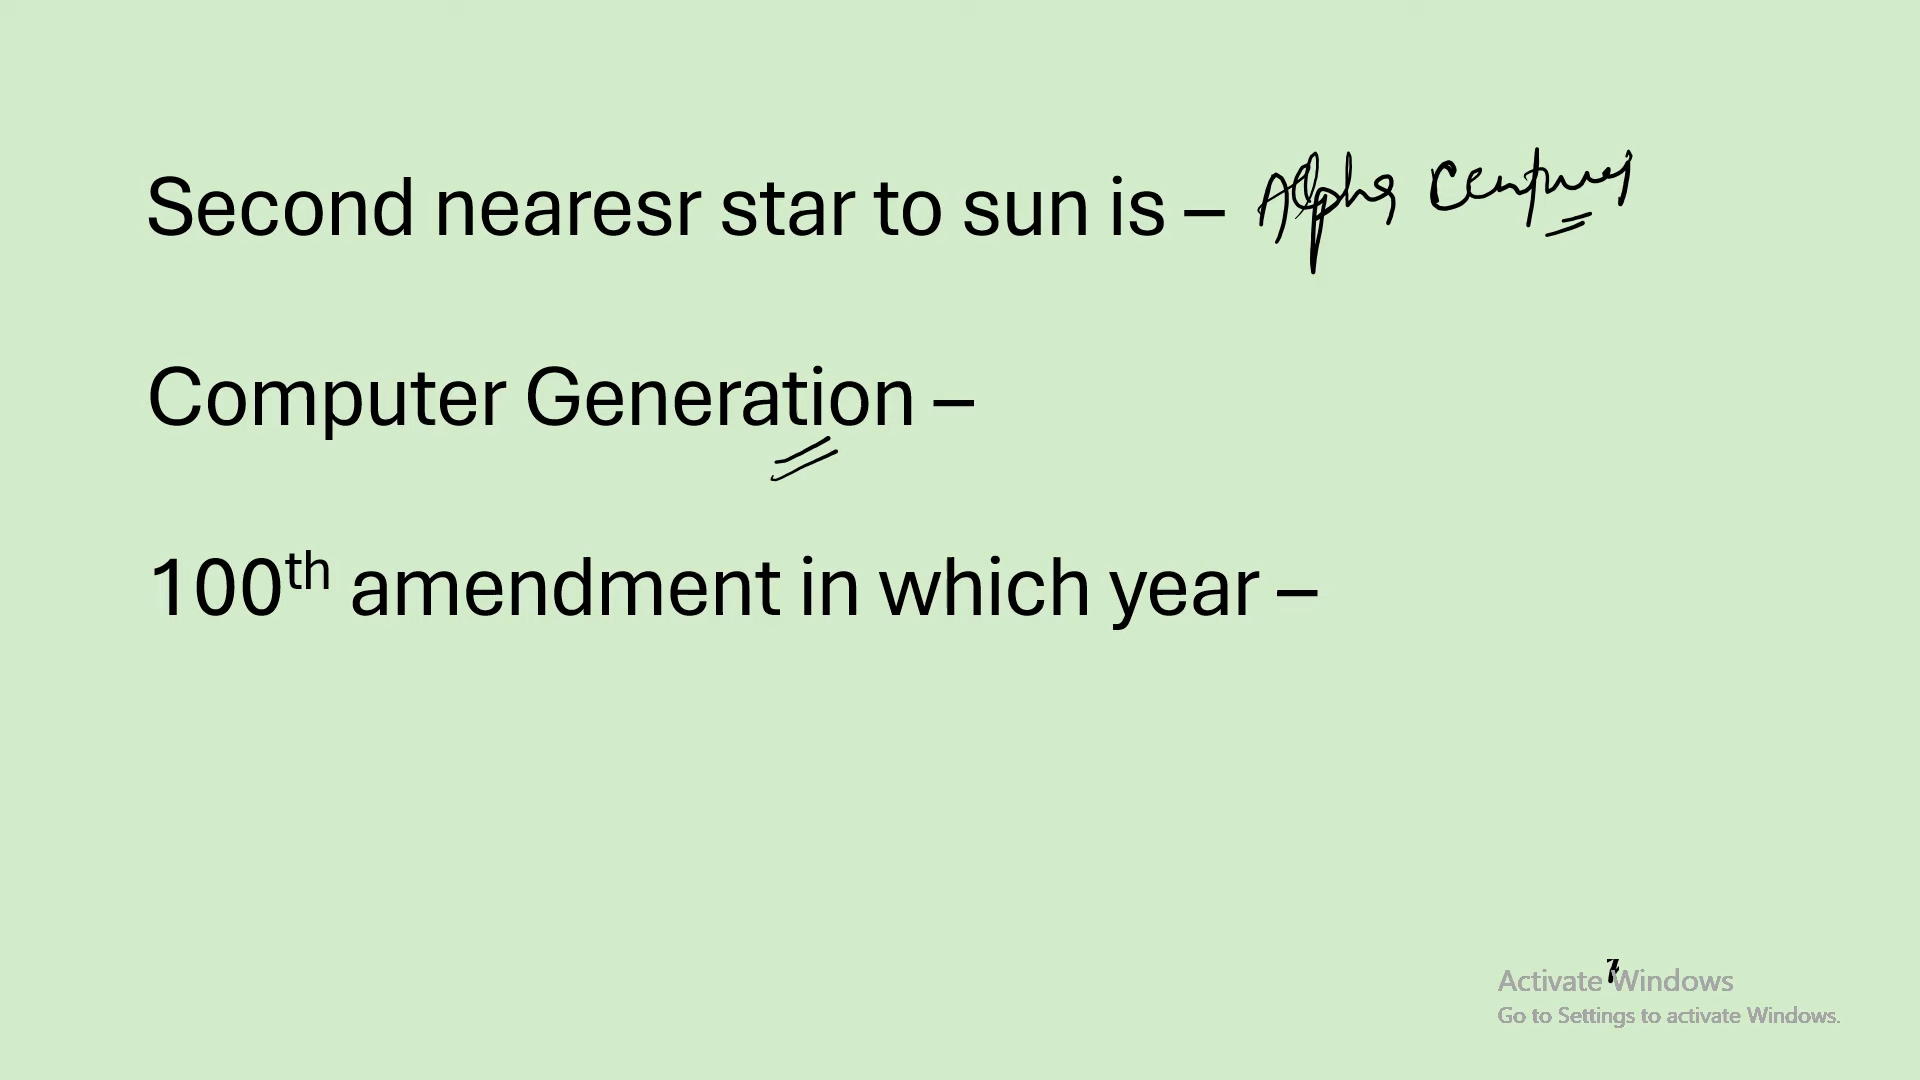 Second nearesr star to sun is – Alpha
Computer Generation –
100th amendment in which year –
Activate Windows
Go to Settings to activate Windows.